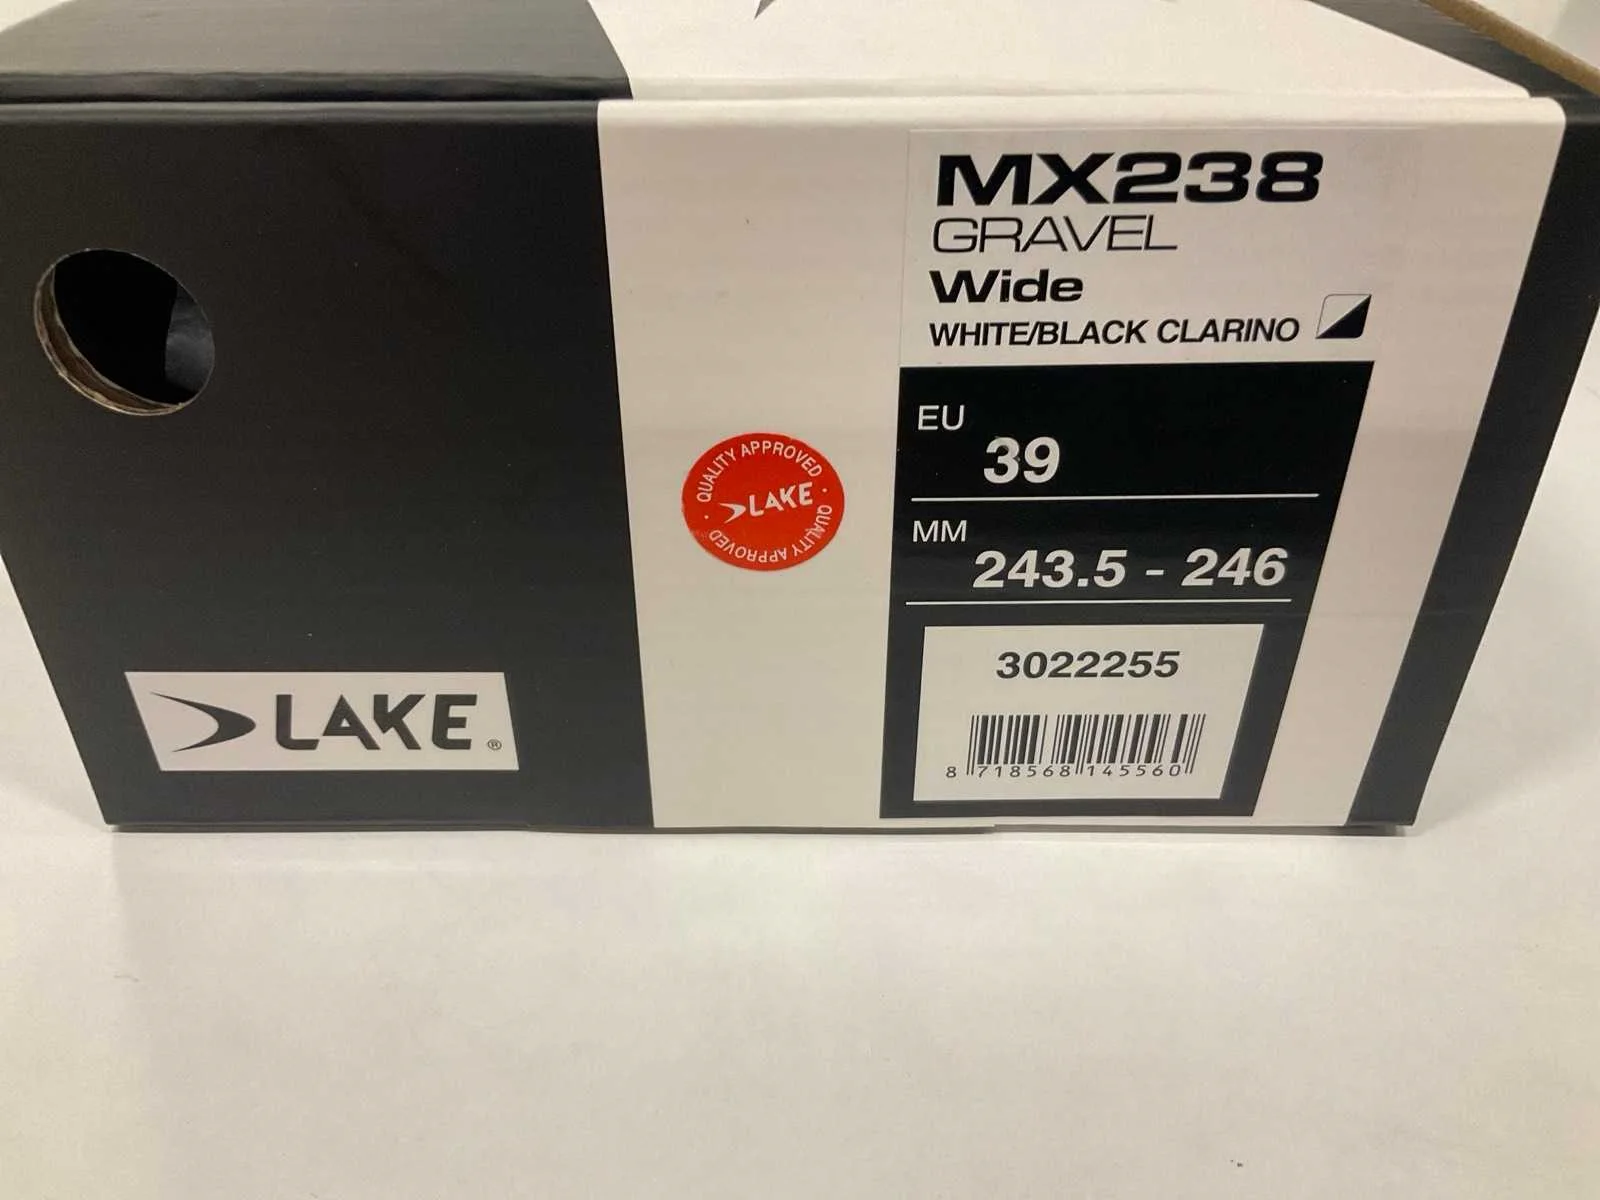 MX238
GRAVEL
Wide
WHITE/BLACK CLARINO
EU
39
MM
243.5 - 246
3022255
8 718568 145560
QUALITY APPROVED ·
LAKE
QUALITY APPROVED ·
LAKE ®